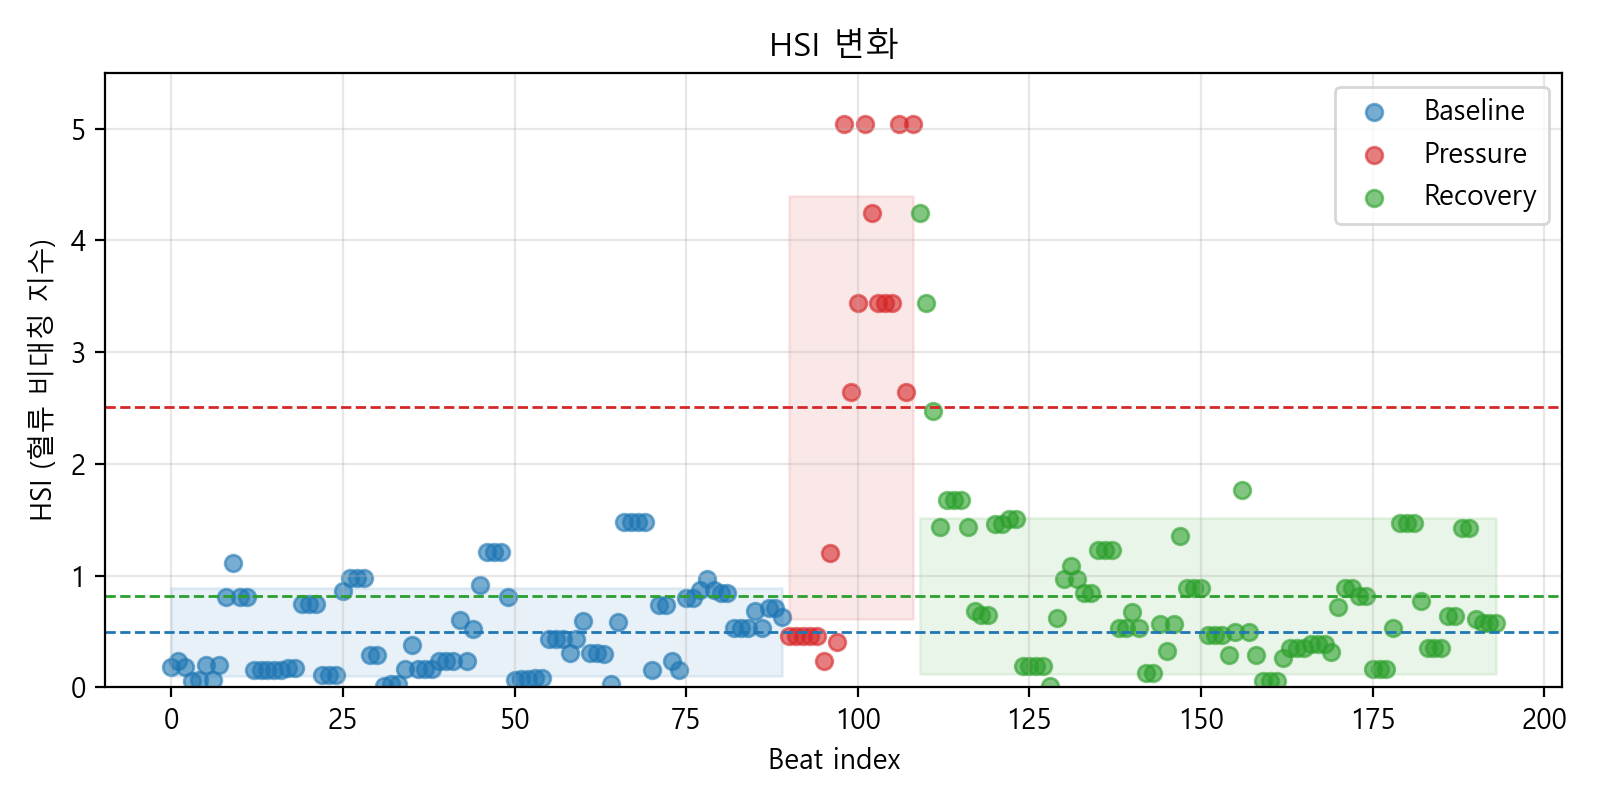 HSI 변화
HSI (혈류 비대칭 지수)
5
4
3
2
1
0
0 25 50 75 100 125 150 175 200
Beat index
Baseline
Pressure
Recovery